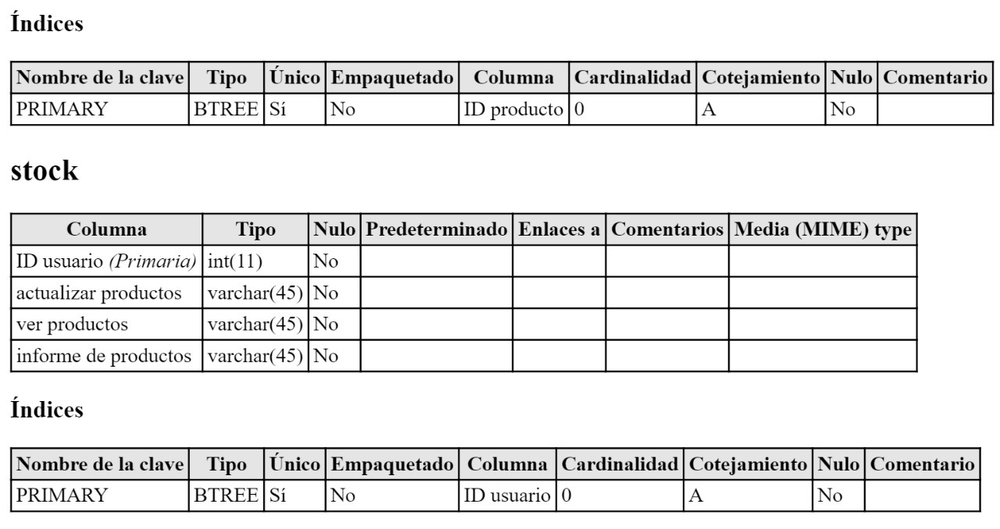 Índices
Nombre de la clave Tipo Único Empaquetado Columna Cardinalidad Cotejamiento Nulo Comentario
PRIMARY BTREE Sí No ID producto 0 A No
stock
Columna Tipo Nulo Predeterminado Enlaces a Comentarios Media (MIME) type
ID usuario (Primaria) int(11) No
actualizar productos varchar(45) No
ver productos varchar(45) No
informe de productos varchar(45) No
Índices
Nombre de la clave Tipo Único Empaquetado Columna Cardinalidad Cotejamiento Nulo Comentario
PRIMARY BTREE Sí No ID usuario 0 A No